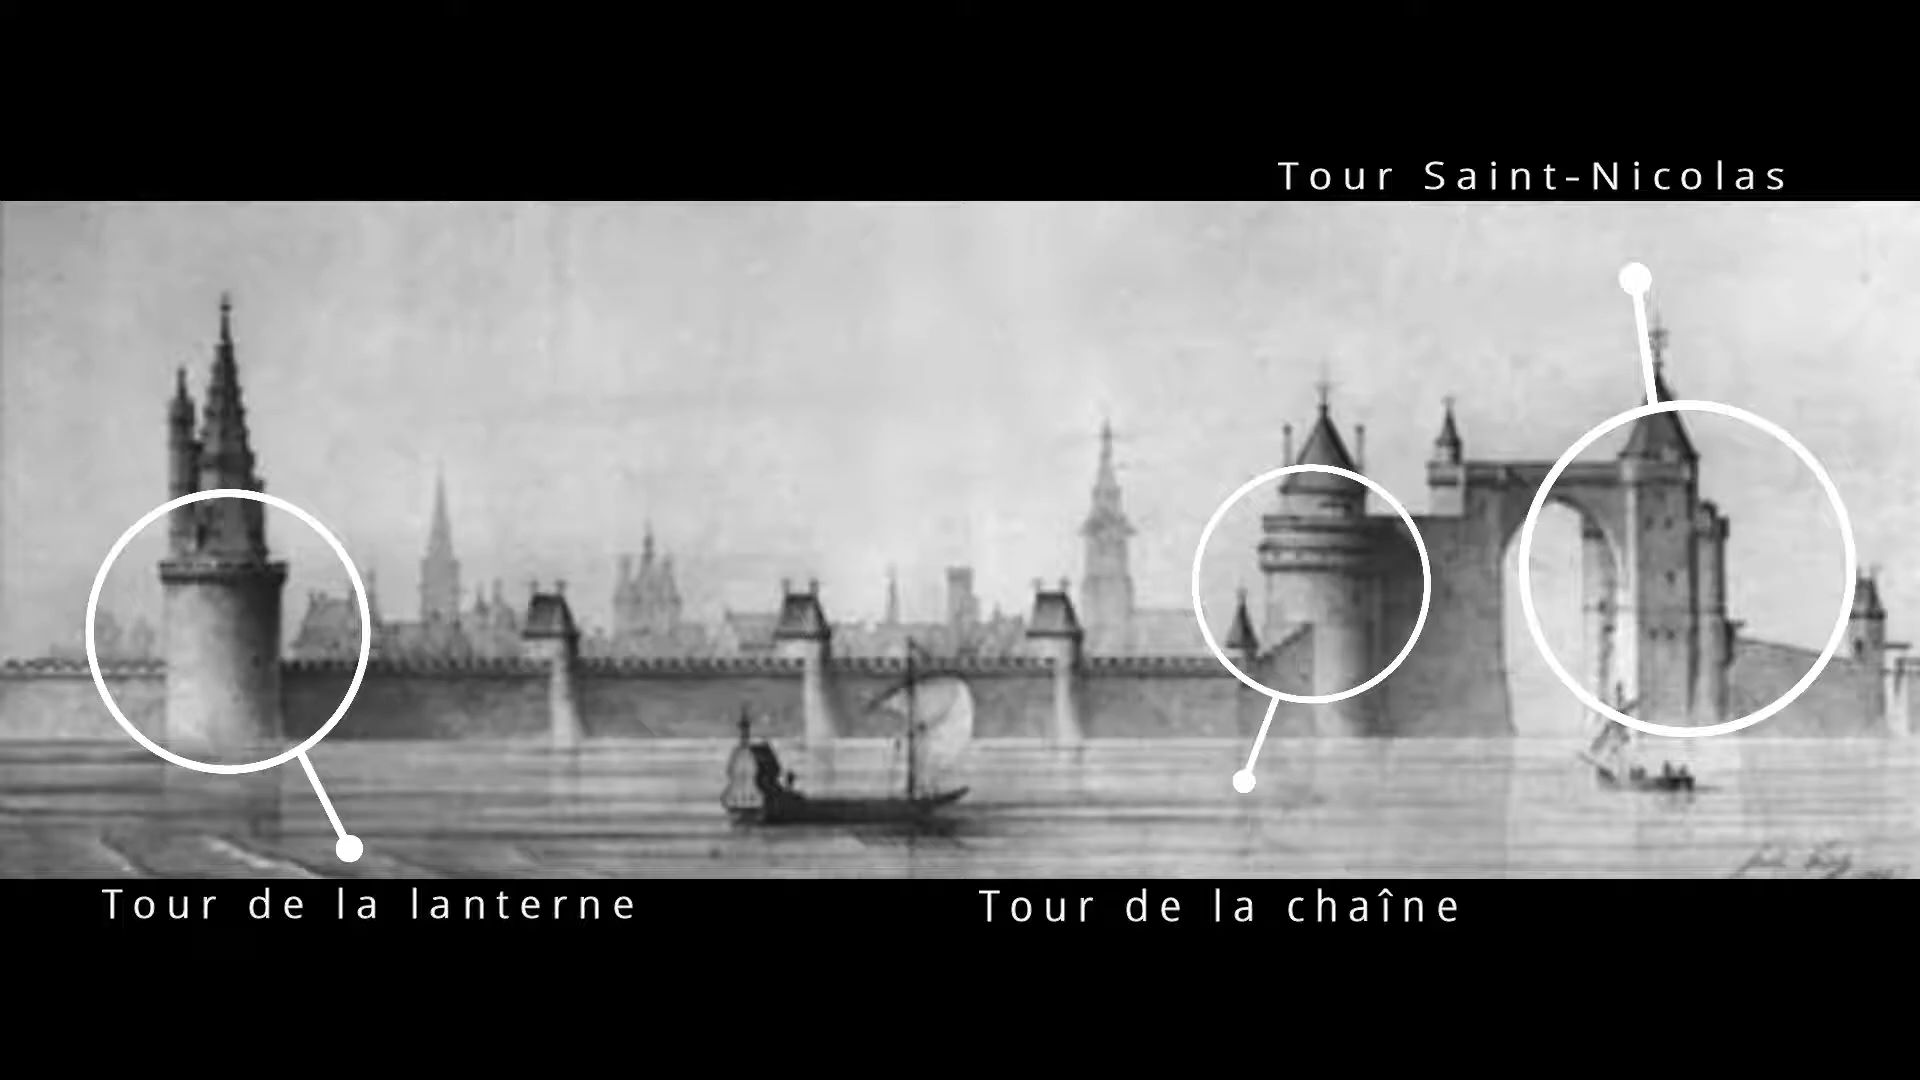 Tour Saint-Nicolas
Tour de la lanterne
Tour de la chaîne